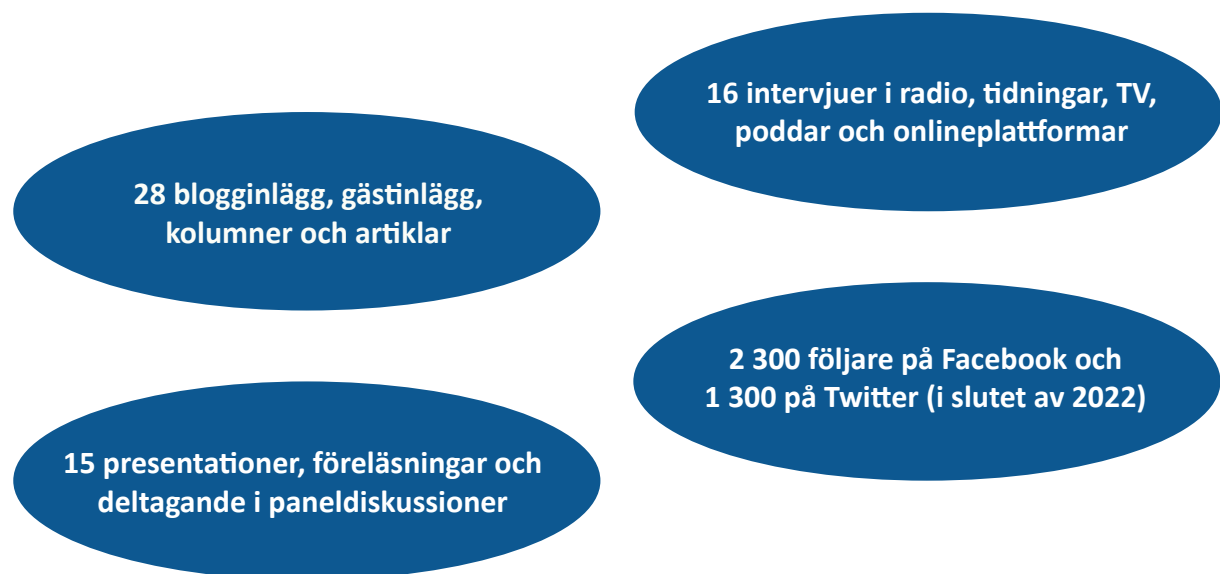 16 intervjuer i radio, tidningar, TV,
poddar och onlineplattformar
28 blogginlägg, gästinlägg,
kolumner och artiklar
2 300 följare på Facebook och
1 300 på Twitter (i slutet av 2022)
15 presentationer, föreläsningar och
deltagande i paneldiskussioner